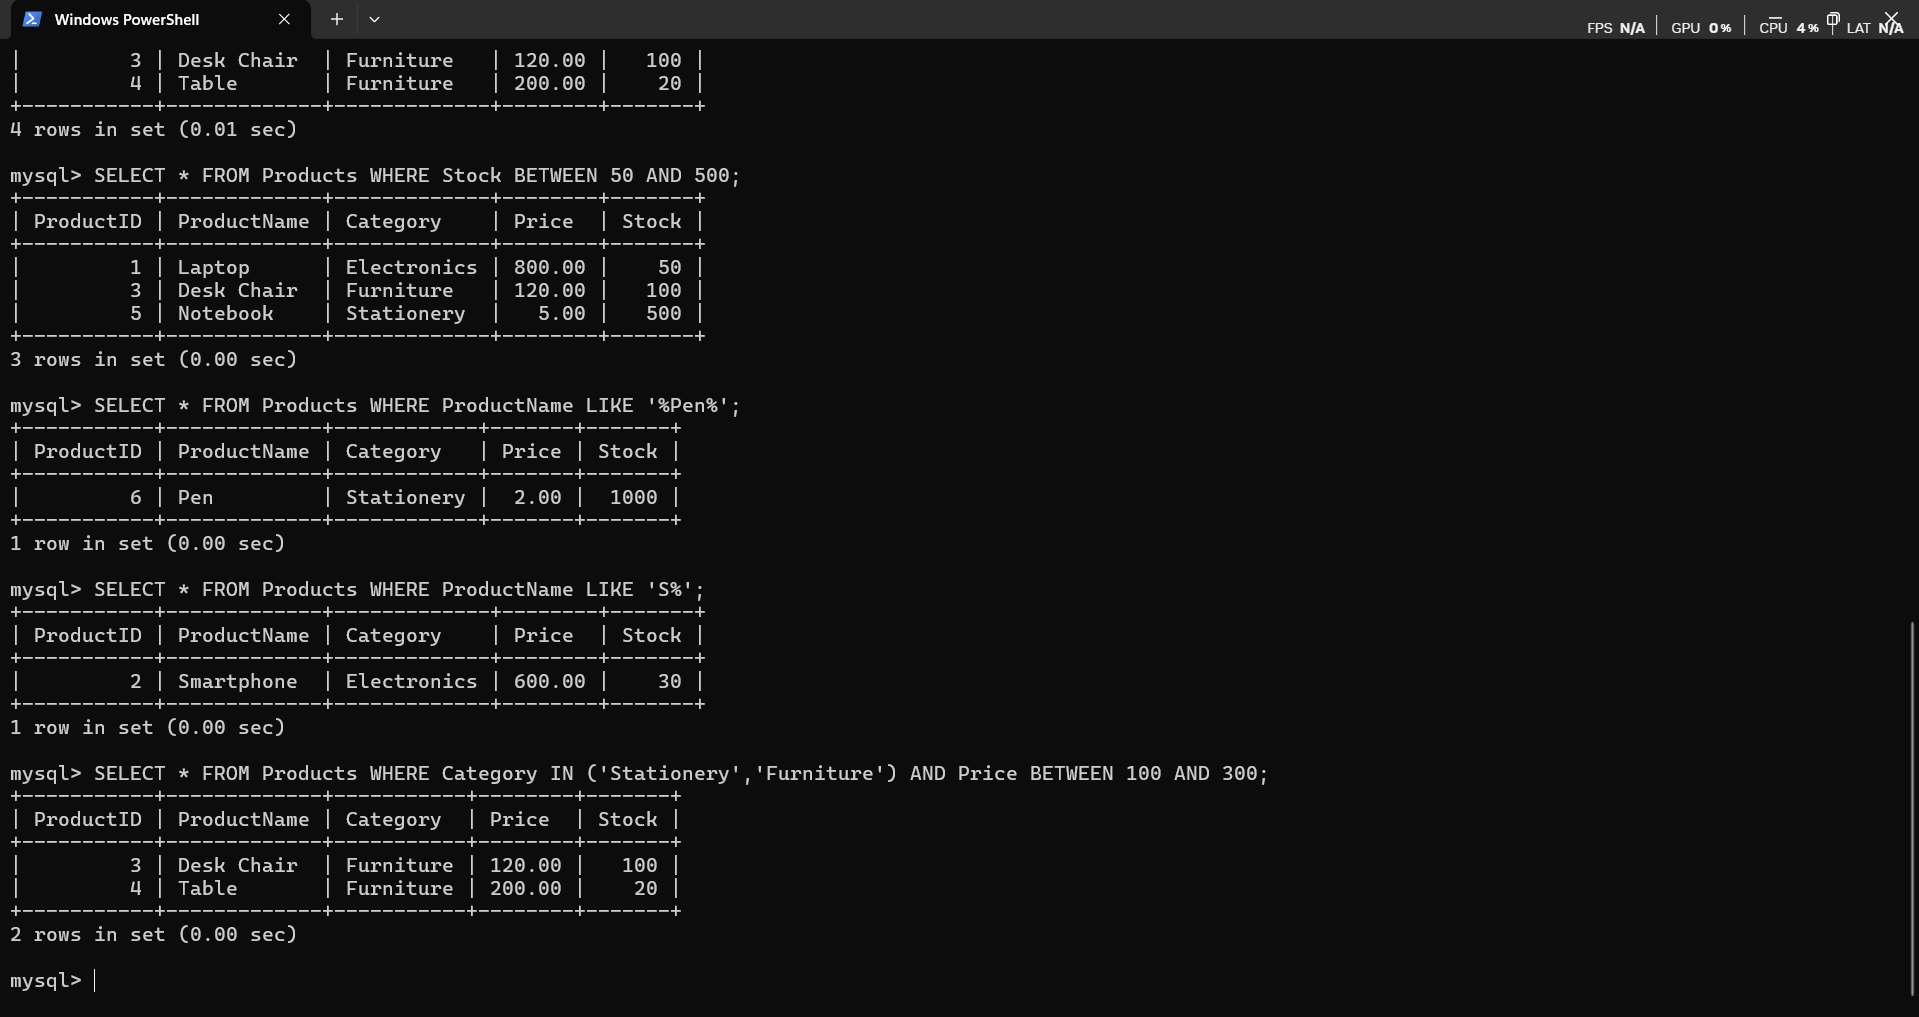 Windows PowerShell
FPS N/A | GPU 0% | CPU 4% | LAT N/A
|         3 | Desk Chair  | Furniture   | 120.00 |   100 |
|         4 | Table       | Furniture   | 200.00 |    20 |
+-----------+-------------+-------------+--------+-------+
4 rows in set (0.01 sec)
mysql> SELECT * FROM Products WHERE Stock BETWEEN 50 AND 500;
+-----------+-------------+-------------+--------+-------+
| ProductID | ProductName | Category    | Price  | Stock |
+-----------+-------------+-------------+--------+-------+
|         1 | Laptop      | Electronics | 800.00 |    50 |
|         3 | Desk Chair  | Furniture   | 120.00 |   100 |
|         5 | Notebook    | Stationery  |   5.00 |   500 |
+-----------+-------------+-------------+--------+-------+
3 rows in set (0.00 sec)
mysql> SELECT * FROM Products WHERE ProductName LIKE '%Pen%';
+-----------+-------------+------------+-------+-------+
| ProductID | ProductName | Category   | Price | Stock |
+-----------+-------------+------------+-------+-------+
|         6 | Pen         | Stationery |  2.00 |  1000 |
+-----------+-------------+------------+-------+-------+
1 row in set (0.00 sec)
mysql> SELECT * FROM Products WHERE ProductName LIKE 'S%';
+-----------+-------------+-------------+--------+-------+
| ProductID | ProductName | Category    | Price  | Stock |
+-----------+-------------+-------------+--------+-------+
|         2 | Smartphone  | Electronics | 600.00 |    30 |
+-----------+-------------+-------------+--------+-------+
1 row in set (0.00 sec)
mysql> SELECT * FROM Products WHERE Category IN ('Stationery','Furniture') AND Price BETWEEN 100 AND 300;
+-----------+-------------+-----------+--------+-------+
| ProductID | ProductName | Category  | Price  | Stock |
+-----------+-------------+-----------+--------+-------+
|         3 | Desk Chair  | Furniture | 120.00 |   100 |
|         4 | Table       | Furniture | 200.00 |    20 |
+-----------+-------------+-----------+--------+-------+
2 rows in set (0.00 sec)
mysql>